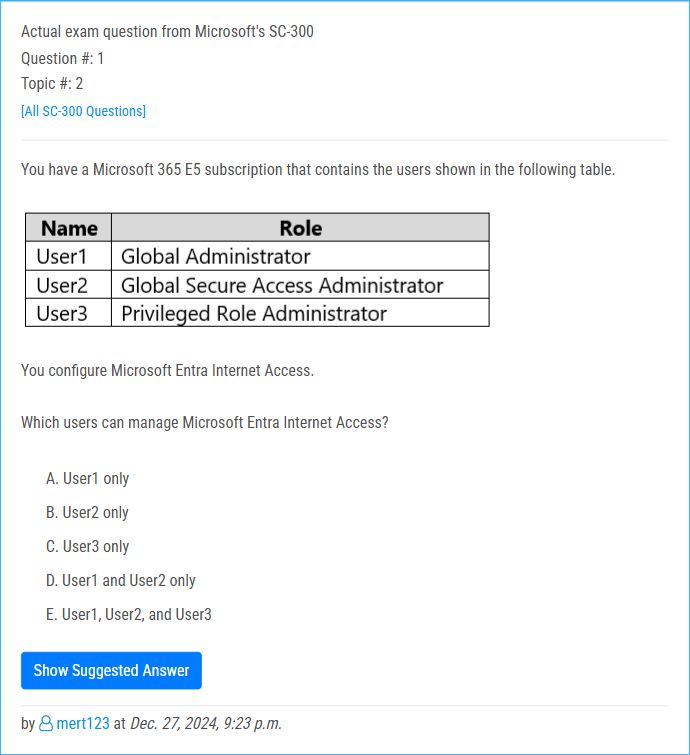 Actual exam question from Microsoft's SC-300
Question #: 1
Topic #: 2
[All SC-300 Questions]
You have a Microsoft 365 E5 subscription that contains the users shown in the following table.
Name Role
User1 Global Administrator
User2 Global Secure Access Administrator
User3 Privileged Role Administrator
You configure Microsoft Entra Internet Access.
Which users can manage Microsoft Entra Internet Access?
A. User1 only
B. User2 only
C. User3 only
D. User1 and User2 only
E. User1, User2, and User3
Show Suggested Answer
by mert123 at Dec. 27, 2024, 9:23 p.m.